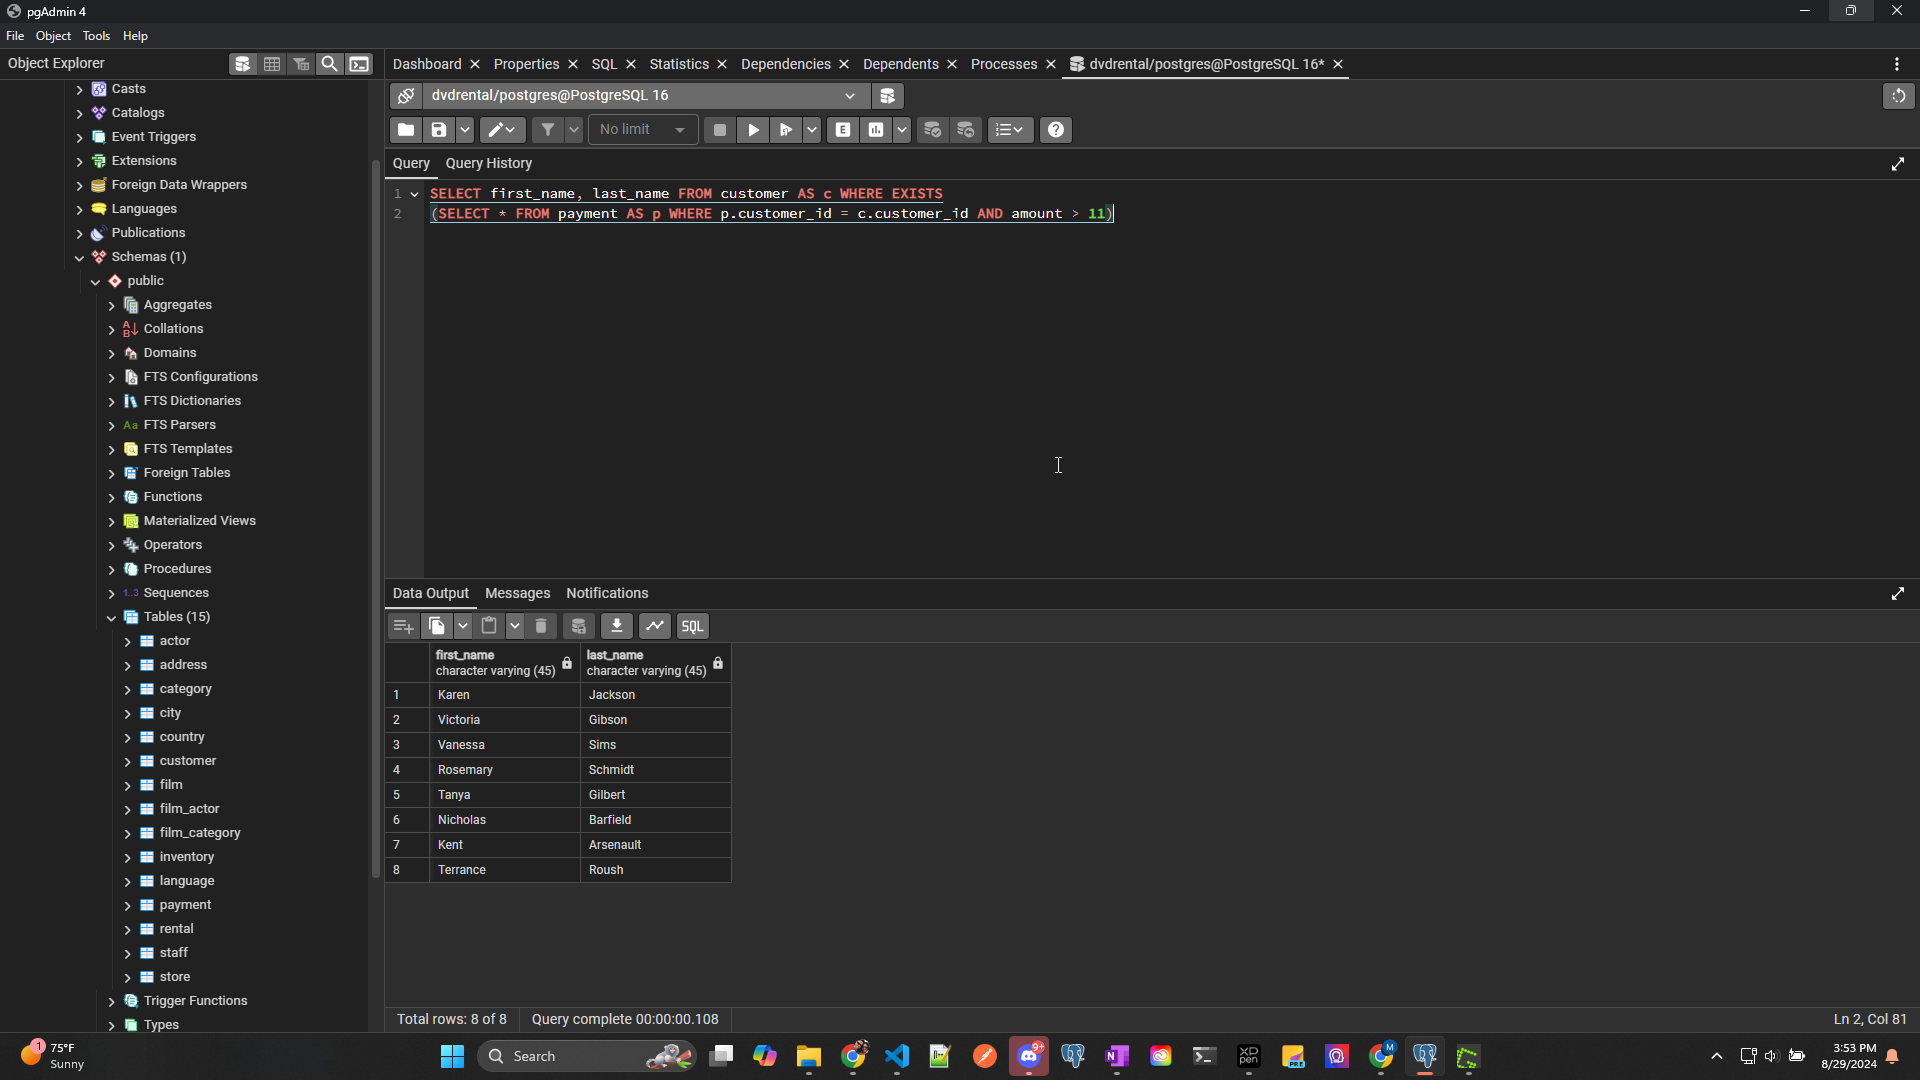 pgAdmin 4
File Object Tools Help
Object Explorer
Dashboard Properties SQL Statistics Dependencies Dependents Processes dvdrental/postgres@PostgreSQL 16*
dvdrental/postgres@PostgreSQL 16
No limit
Query Query History
1 SELECT first_name, last_name FROM customer AS c WHERE EXISTS
2 (SELECT * FROM payment AS p WHERE p.customer_id = c.customer_id AND amount > 11)
Casts
Catalogs
Event Triggers
Extensions
Foreign Data Wrappers
Languages
Publications
Schemas (1)
public
Aggregates
Collations
Domains
FTS Configurations
FTS Dictionaries
Aa FTS Parsers
FTS Templates
Foreign Tables
Functions
Materialized Views
Operators
Procedures
1..3 Sequences
Tables (15)
actor
address
category
city
country
customer
film
film_actor
film_category
inventory
language
payment
rental
staff
store
Trigger Functions
Types
Data Output Messages Notifications
SQL
first_name last_name
character varying (45) character varying (45)
1 Karen Jackson
2 Victoria Gibson
3 Vanessa Sims
4 Rosemary Schmidt
5 Tanya Gilbert
6 Nicholas Barfield
7 Kent Arsenault
8 Terrance Roush
Total rows: 8 of 8 Query complete 00:00:00.108 Ln 2, Col 81
1 75°F
Sunny
Search
9+
M
3:53 PM
8/29/2024